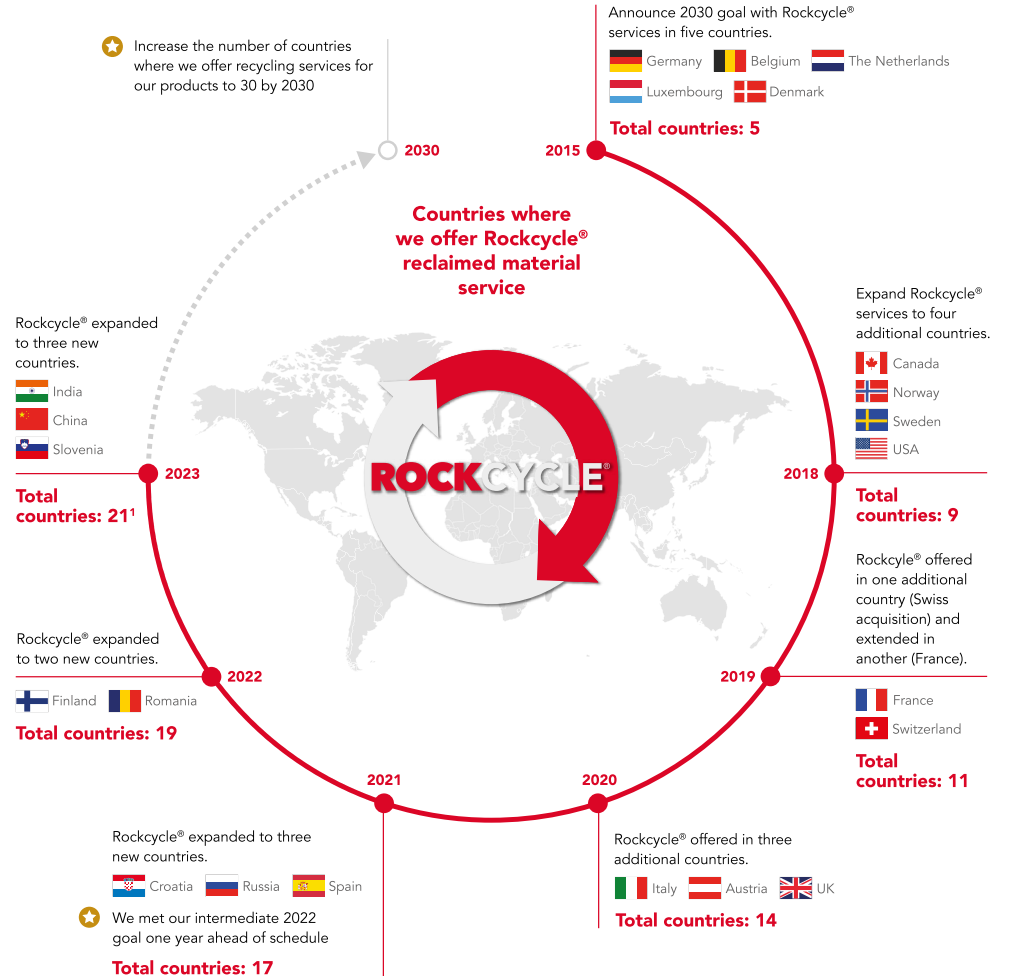 Increase the number of countries
where we offer recycling services for
our products to 30 by 2030
2030
Announce 2030 goal with Rockcycle®
services in five countries.
Germany Belgium The Netherlands
Luxembourg Denmark
Total countries: 5
2015
Countries where
we offer Rockcycle®
reclaimed material
service
ROCKCYCLE®
Expand Rockcycle®
services to four
additional countries.
Canada
Norway
Sweden
USA
2018
Total
countries: 9
Rockcyle® offered
in one additional
country (Swiss
acquisition) and
extended in
another (France).
2019
France
Switzerland
Total
countries: 11
2020
Rockcycle® offered in three
additional countries.
Italy Austria UK
Total countries: 14
2021
Rockcycle® expanded to three
new countries.
Croatia Russia Spain
We met our intermediate 2022
goal one year ahead of schedule
Total countries: 17
Rockcycle® expanded
to two new countries.
2022
Finland Romania
Total countries: 19
Rockcycle® expanded
to three new
countries.
India
China
Slovenia
2023
Total
countries: 21¹